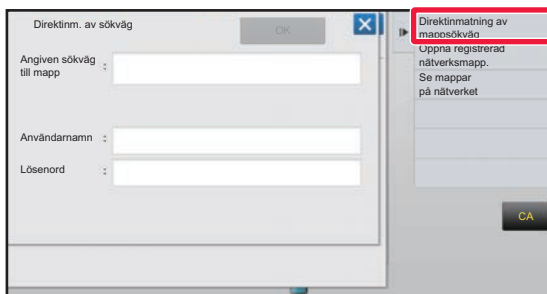 Direktinm. av sökväg
OK
Angiven sökväg
till mapp :
Användarnamn :
Lösenord :
Direktinmatning av
mappsökväg
Öppna registrerad
nätverksmapp.
Se mappar
på nätverket
CA